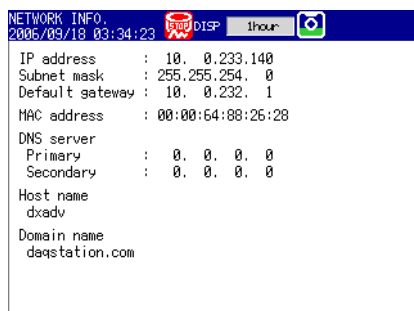 NETWORK INFO.
2006/09/18 03:34:23 STOP DISP 1hour
IP address : 10. 0.233.140
Subnet mask : 255.255.254. 0
Default gateway : 10. 0.232. 1
MAC address : 00:00:64:88:26:28
DNS server
Primary : 0. 0. 0. 0
Secondary : 0. 0. 0. 0
Host name
dxadv
Domain name
daqstation.com